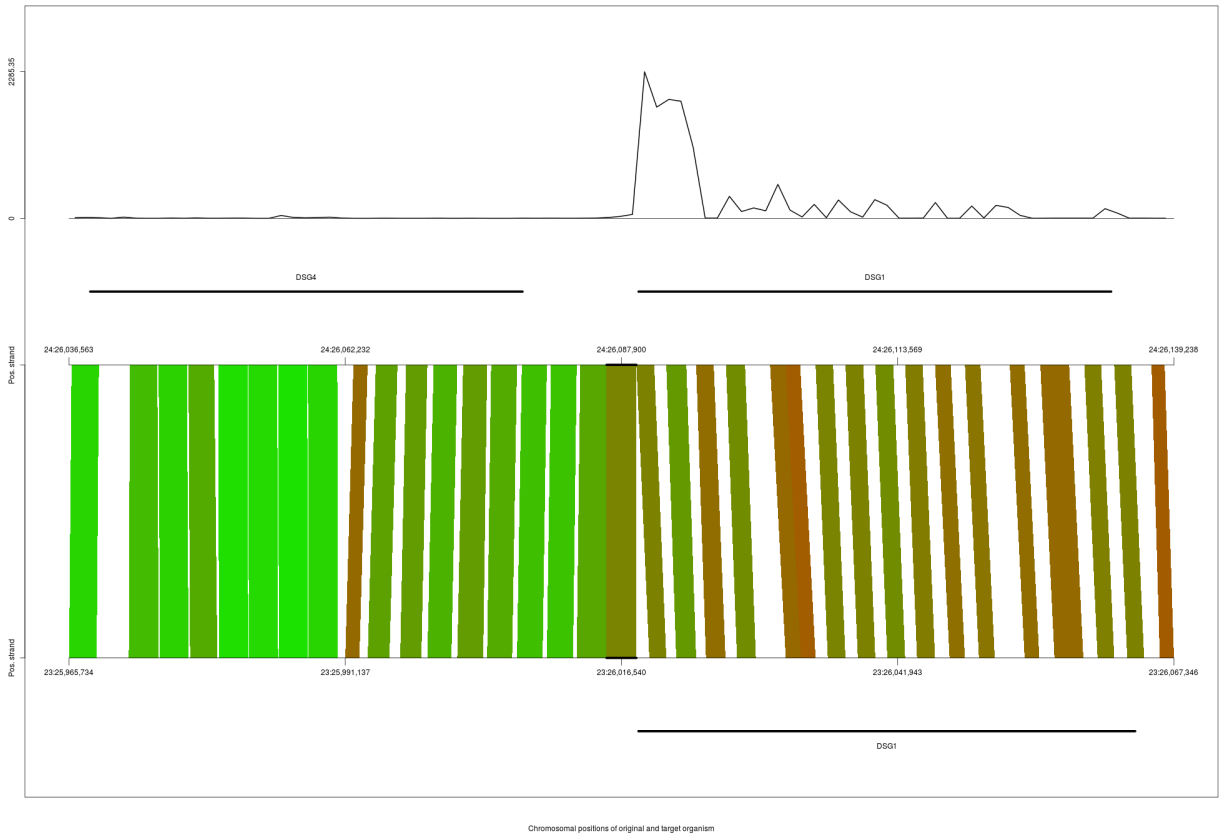 2285.35
0
DSG4
DSG1
Pos. strand
24:26,036,563
24:26,062,232
24:26,087,900
24:26,113,569
24:26,139,238
Pos. strand
23:25,965,734
23:25,991,137
23:26,016,540
23:26,041,943
23:26,067,346
DSG1
Chromosomal positions of original and target organism